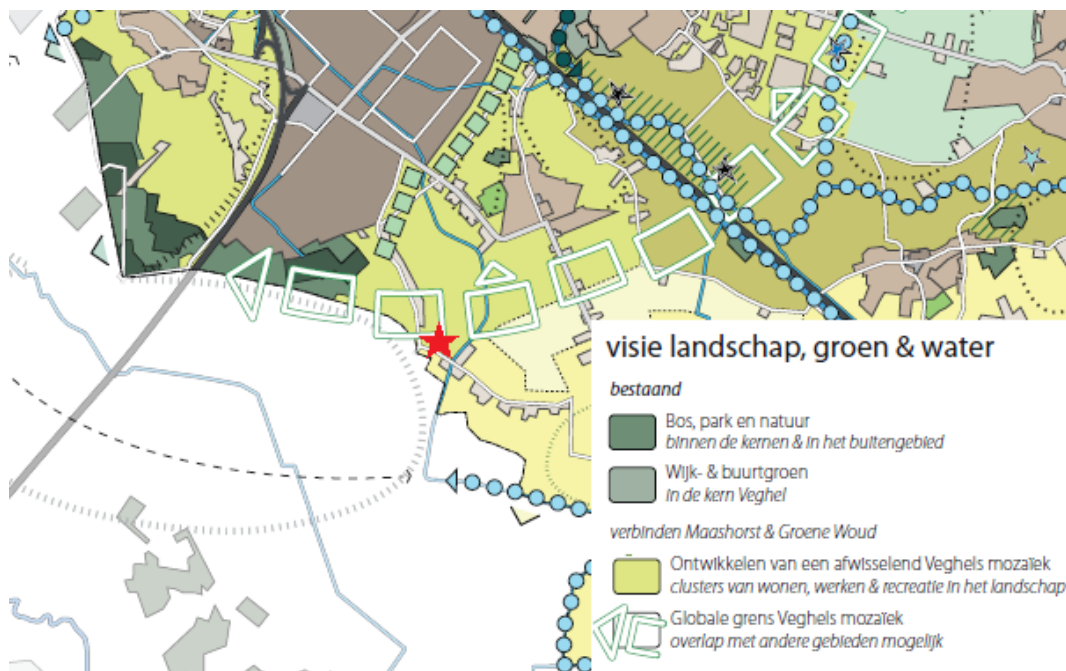 visie landschap, groen & water
bestaand
Bos, park en natuur
binnen de kernen & in het buitengebied
Wijk- & buurtgroen
in de kern Veghel
verbinden Maashorst & Groene Woud
Ontwikkelen van een afwisselend Veghels mozaïek
clusters van wonen, werken & recreatie in het landschap
Globale grens Veghels mozaïek
overlap met andere gebieden mogelijk